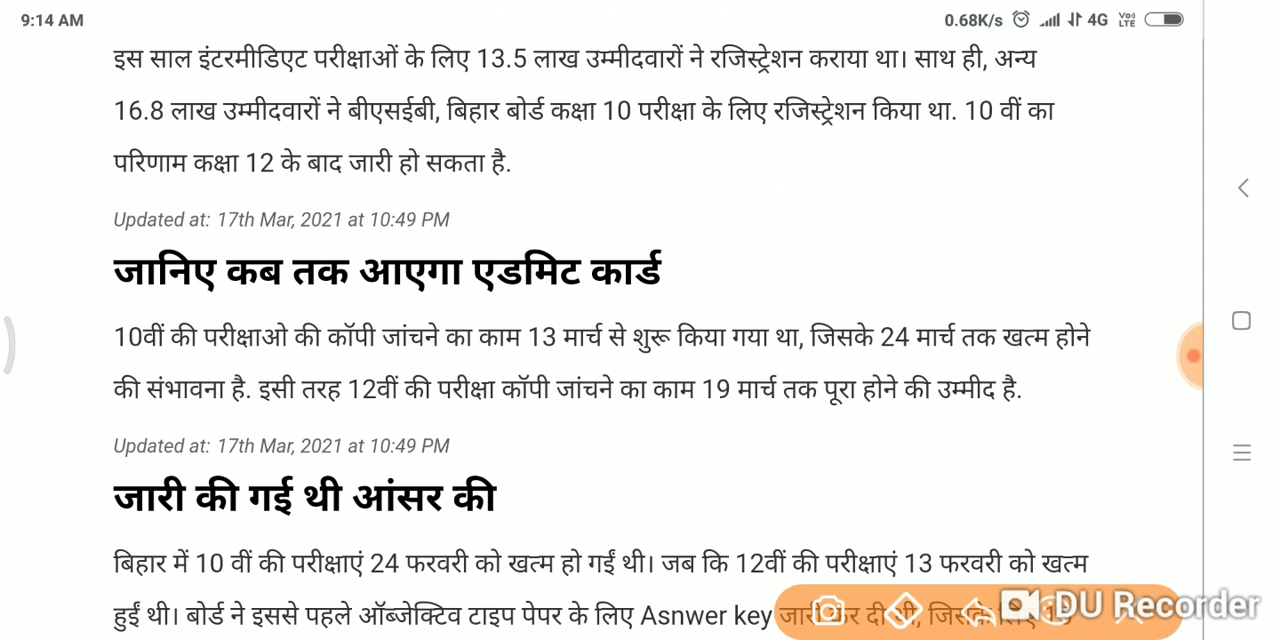 9:14 AM
0.68K/s 4G Vo)) LTE
इस साल इंटरमीडिएट परीक्षाओं के लिए 13.5 लाख उम्मीदवारों ने रजिस्ट्रेशन कराया था। साथ ही, अन्य
16.8 लाख उम्मीदवारों ने बीएसईबी, बिहार बोर्ड कक्षा 10 परीक्षा के लिए रजिस्ट्रेशन किया था. 10 वीं का
परिणाम कक्षा 12 के बाद जारी हो सकता है.
Updated at: 17th Mar, 2021 at 10:49 PM
जानिए कब तक आएगा एडमिट कार्ड
10वीं की परीक्षाओ की कॉपी जांचने का काम 13 मार्च से शुरू किया गया था, जिसके 24 मार्च तक खत्म होने
की संभावना है. इसी तरह 12वीं की परीक्षा कॉपी जांचने का काम 19 मार्च तक पूरा होने की उम्मीद है.
Updated at: 17th Mar, 2021 at 10:49 PM
जारी की गई थी आंसर की
बिहार में 10 वीं की परीक्षाएं 24 फरवरी को खत्म हो गईं थी। जब कि 12वीं की परीक्षाएं 13 फरवरी को खत्म
हुईं थी। बोर्ड ने इससे पहले ऑब्जेक्टिव टाइप पेपर के लिए Asnwer key जारी कर दी थी, जिसके लिए
DU Recorder